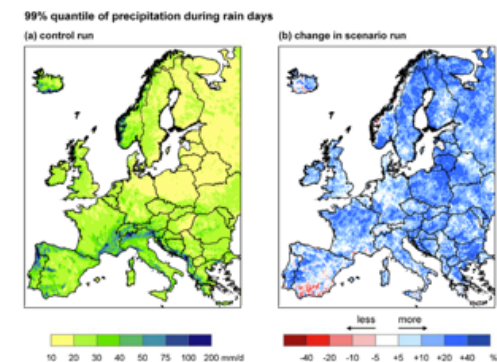 99% quantile of precipitation during rain days
(a) control run
(b) change in scenario run
less more
10 20 30 40 50 75 100 200 mm/d
-40 -20 -10 -5 +5 +10 +20 +40 %